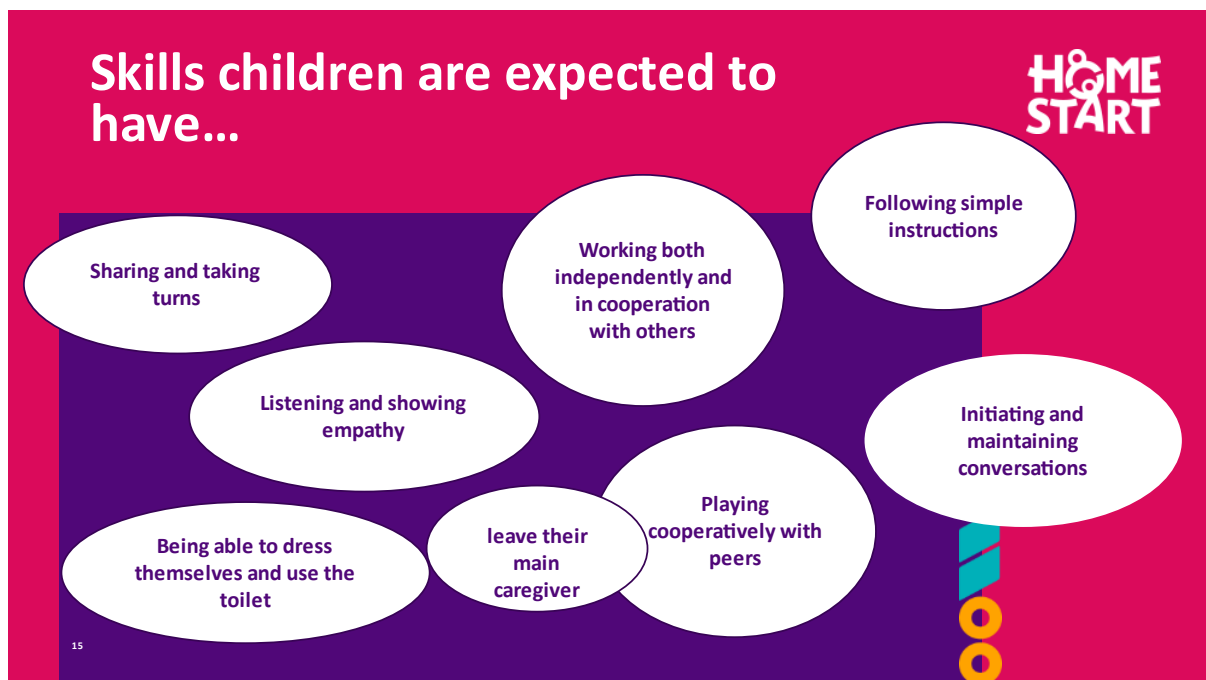 Skills children are expected to
have…
HOME
START
Following simple
instructions
Working both
independently and
in cooperation
with others
Sharing and taking
turns
Listening and showing
empathy
Initiating and
maintaining
conversations
Playing
cooperatively with
peers
leave their
main
caregiver
Being able to dress
themselves and use the
toilet
15